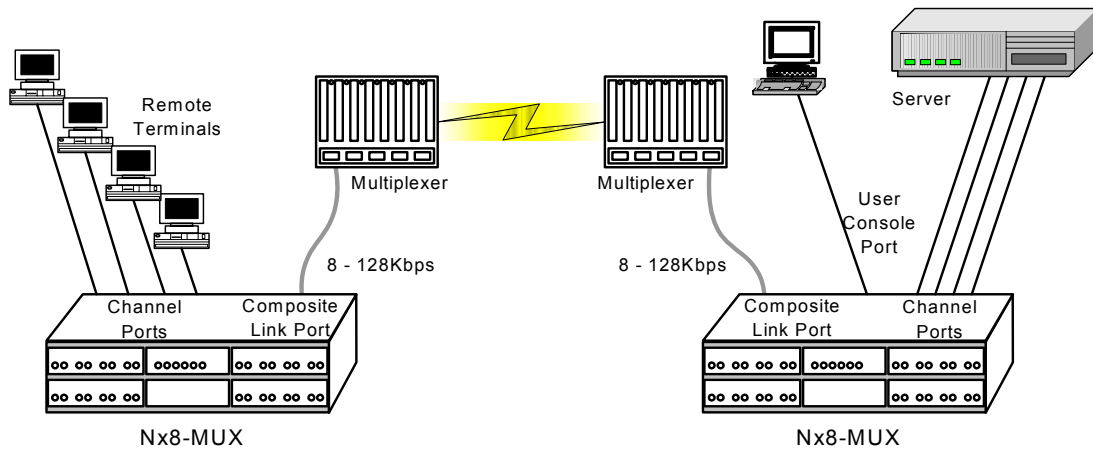 Remote
Terminals
Multiplexer
Multiplexer
Server
User
Console
Port
8 - 128Kbps
8 - 128Kbps
Channel
Ports
Composite
Link Port
Composite
Link Port
Channel
Ports
Nx8-MUX
Nx8-MUX